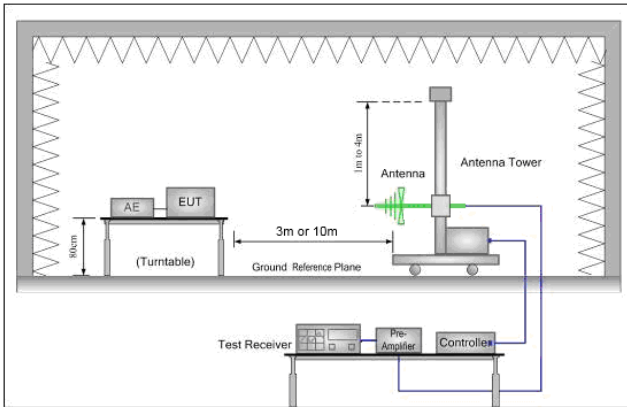 1m to 4m
Antenna
Antenna Tower
AE
EUT
3m or 10m
80cm
(Turntable)
Ground Reference Plane
Test Receiver
Pre-
Amplifier
Controller